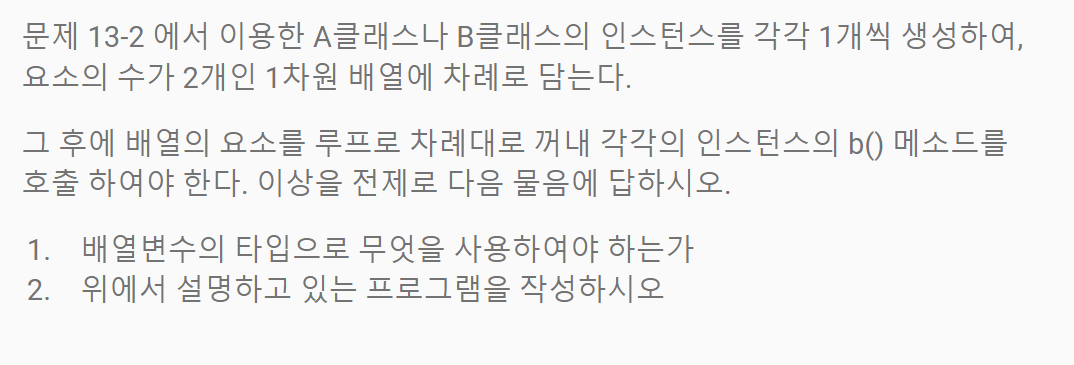 문제 13-2 에서 이용한 A클래스나 B클래스의 인스턴스를 각각 1개씩 생성하여,
요소의 수가 2개인 1차원 배열에 차례로 담는다.
그 후에 배열의 요소를 루프로 차례대로 꺼내 각각의 인스턴스의 b() 메소드를
호출 하여야 한다. 이상을 전제로 다음 물음에 답하시오.
1. 배열변수의 타입으로 무엇을 사용하여야 하는가
2. 위에서 설명하고 있는 프로그램을 작성하시오